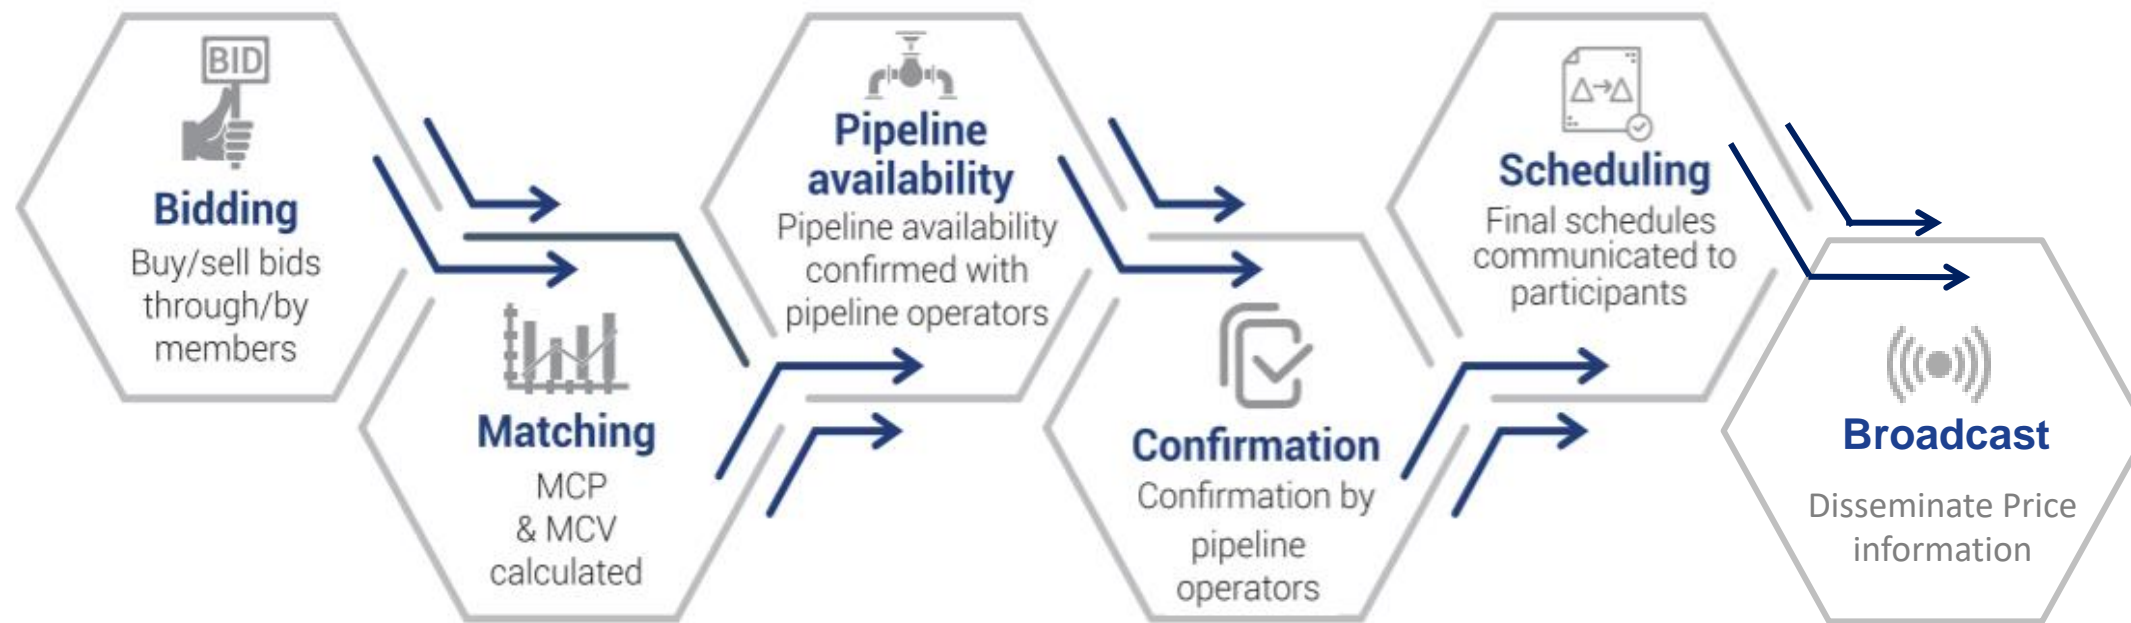 BID
Bidding
Buy/sell bids
through/by
members
Matching
MCP
& MCV
calculated
Pipeline
availability
Pipeline availability
confirmed with
pipeline operators
Confirmation
Confirmation by
pipeline
operators
Scheduling
Final schedules
communicated to
participants
Broadcast
Disseminate Price
information